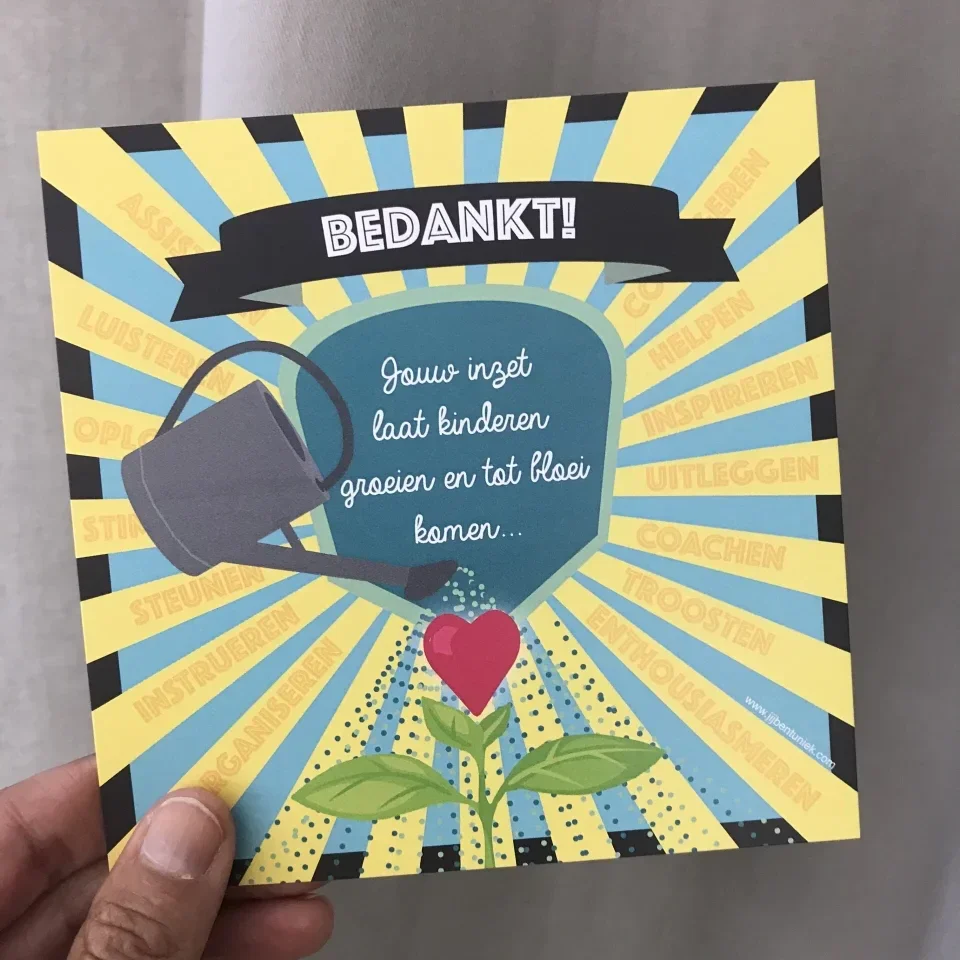 BEDANKT!
Jouw inzet
laat kinderen
groeien en tot bloei
komen...
LUISTEREN
STEUNEN
INSTRUEREN
ORGANISEREN
HELPEN
INSPIREREN
UITLEGGEN
COACHEN
TROOSTEN
ENTHOUSIASMEREN
www.jijbentuniek.com